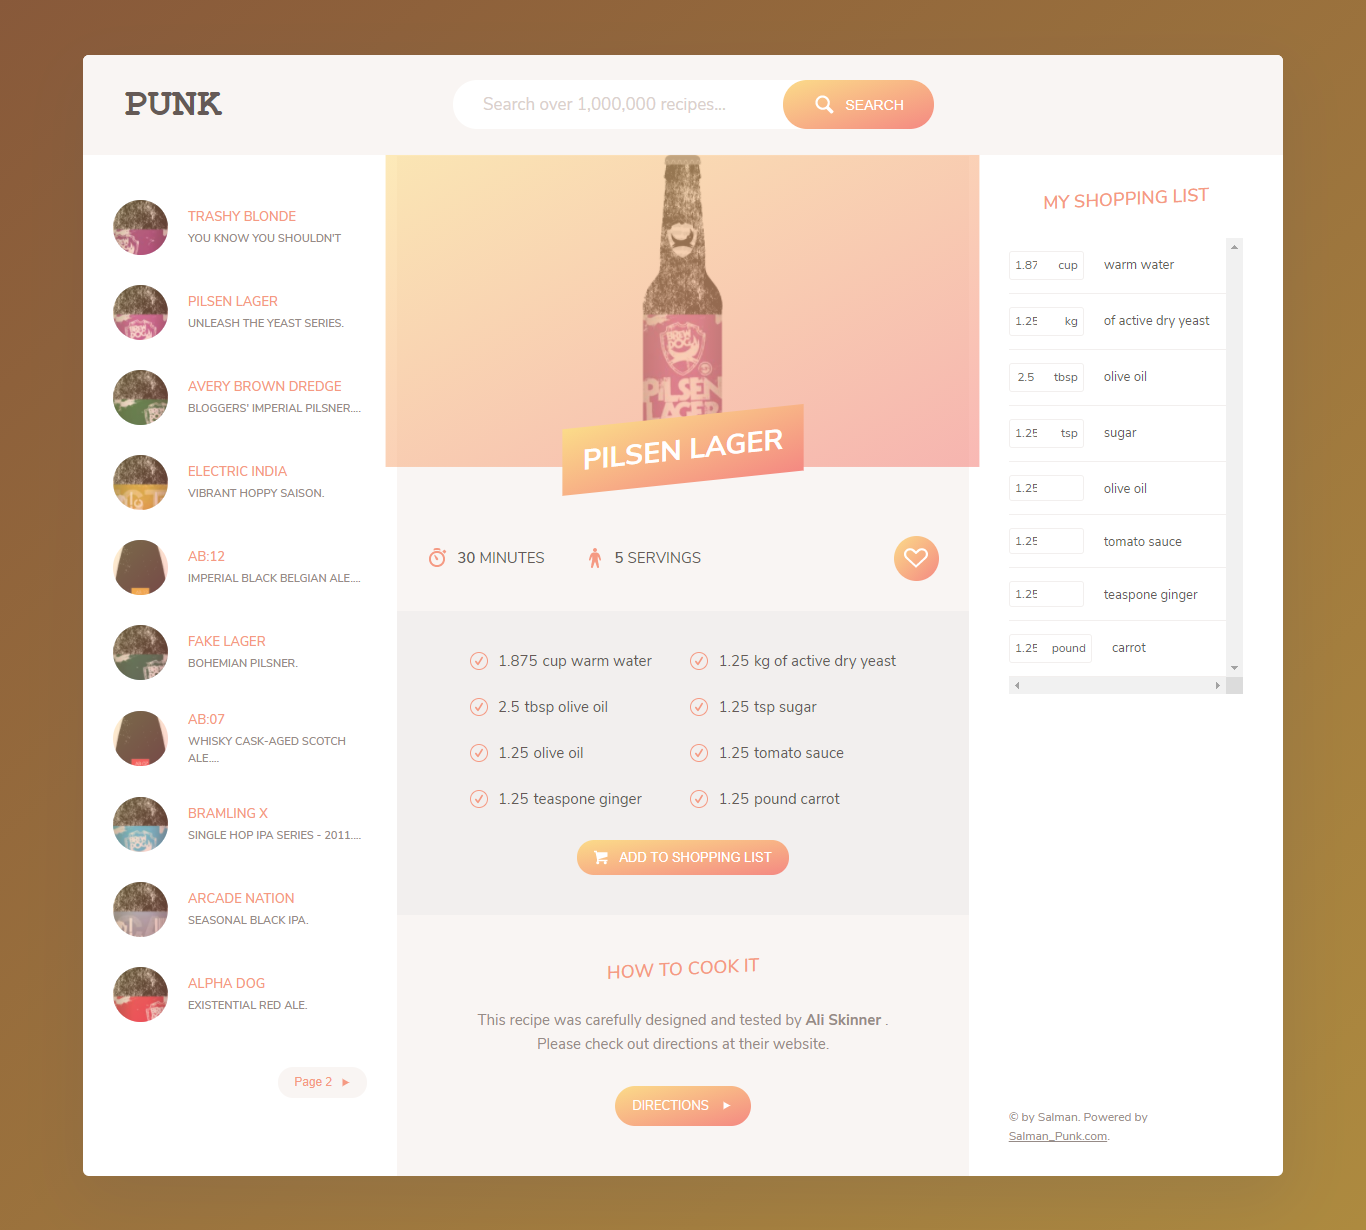 PUNK
Search over 1,000,000 recipes...
SEARCH
TRASHY BLONDE
YOU KNOW YOU SHOULDN'T
PILSEN LAGER
UNLEASH THE YEAST SERIES.
AVERY BROWN DREDGE
BLOGGERS' IMPERIAL PILSNER....
ELECTRIC INDIA
VIBRANT HOPPY SAISON.
AB:12
IMPERIAL BLACK BELGIAN ALE....
FAKE LAGER
BOHEMIAN PILSNER.
AB:07
WHISKY CASK-AGED SCOTCH
ALE....
BRAMLING X
SINGLE HOP IPA SERIES - 2011....
ARCADE NATION
SEASONAL BLACK IPA.
ALPHA DOG
EXISTENTIAL RED ALE.
Page 2
PILSEN
LAGER
PILSEN LAGER
30 MINUTES
5 SERVINGS
1.875 cup warm water
1.25 kg of active dry yeast
2.5 tbsp olive oil
1.25 tsp sugar
1.25 olive oil
1.25 tomato sauce
1.25 teaspone ginger
1.25 pound carrot
ADD TO SHOPPING LIST
HOW TO COOK IT
This recipe was carefully designed and tested by Ali Skinner .
Please check out directions at their website.
DIRECTIONS
MY SHOPPING LIST
1.87 cup warm water
1.25 kg of active dry yeast
2.5 tbsp olive oil
1.25 tsp sugar
1.25 olive oil
1.25 tomato sauce
1.25 teaspone ginger
1.25 pound carrot
© by Salman. Powered by
Salman_Punk.com.